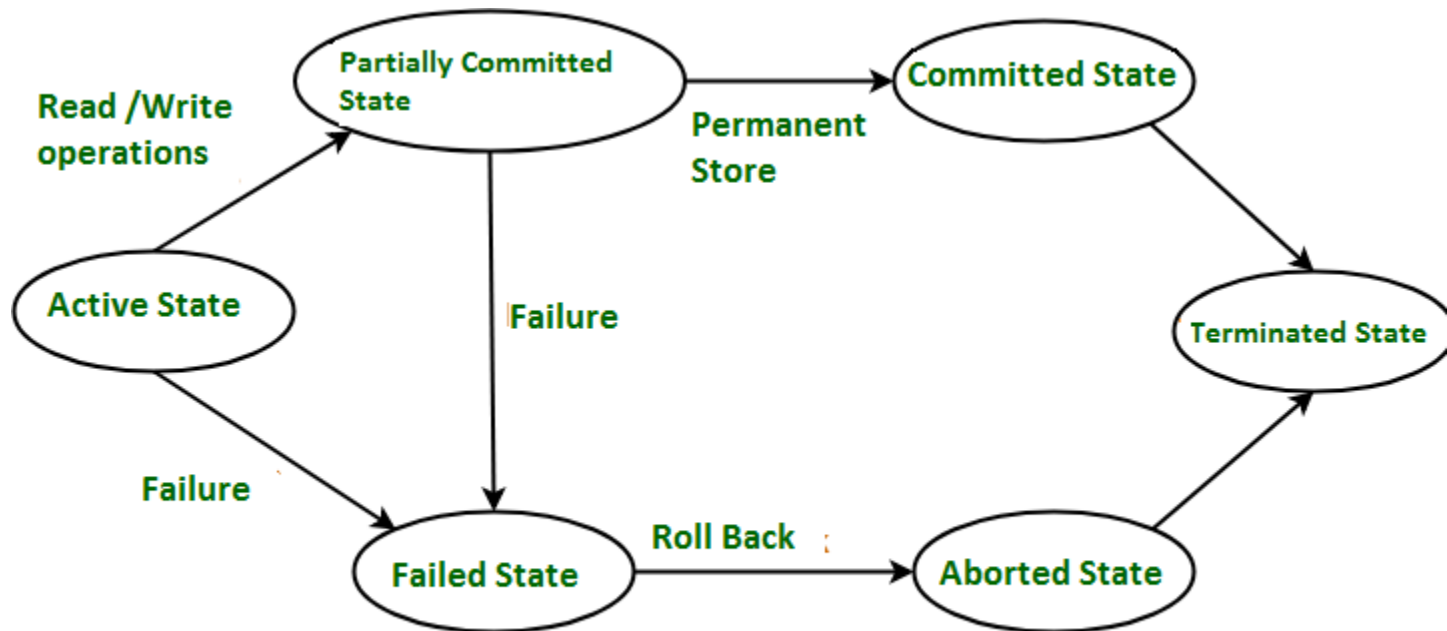 Partially Committed
State
Committed State
Read /Write
operations
Permanent
Store
Active State
Failure
Terminated State
Failure
Roll Back
Failed State
Aborted State